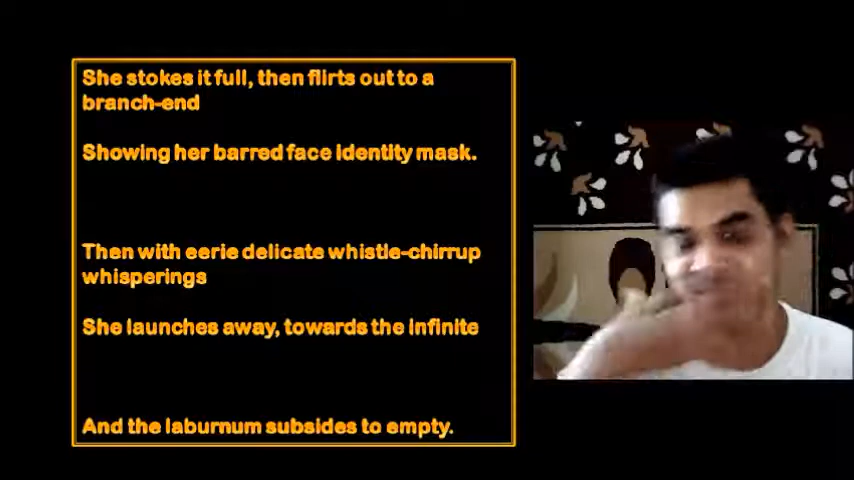 She stokes it full, then flirts out to a
branch-end
Showing her barred face identity mask.
Then with eerie delicate whistle-chirrup
whisperings
She launches away, towards the infinite
And the laburnum subsides to empty.